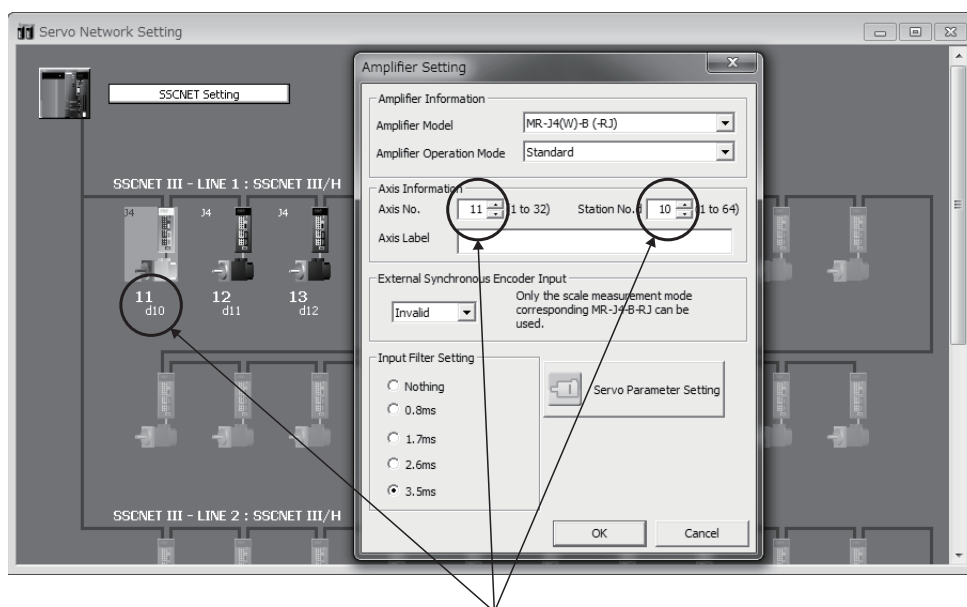 Servo Network Setting
SSCNET Setting
SSCNET III - LINE 1 : SSCNET III/H
J4
J4
J4
11
d10
12
d11
13
d12
SSCNET III - LINE 2 : SSCNET III/H
Amplifier Setting
Amplifier Information
Amplifier Model
MR-J4(W)-B (-RJ)
Amplifier Operation Mode
Standard
Axis Information
Axis No.
11
(1 to 32)
Station No. d
10
(1 to 64)
Axis Label
External Synchronous Encoder Input
Invalid
Only the scale measurement mode
corresponding MR-J4-B-RJ can be
used.
Input Filter Setting
Nothing
0.8ms
1.7ms
2.6ms
3.5ms
Servo Parameter Setting
OK
Cancel